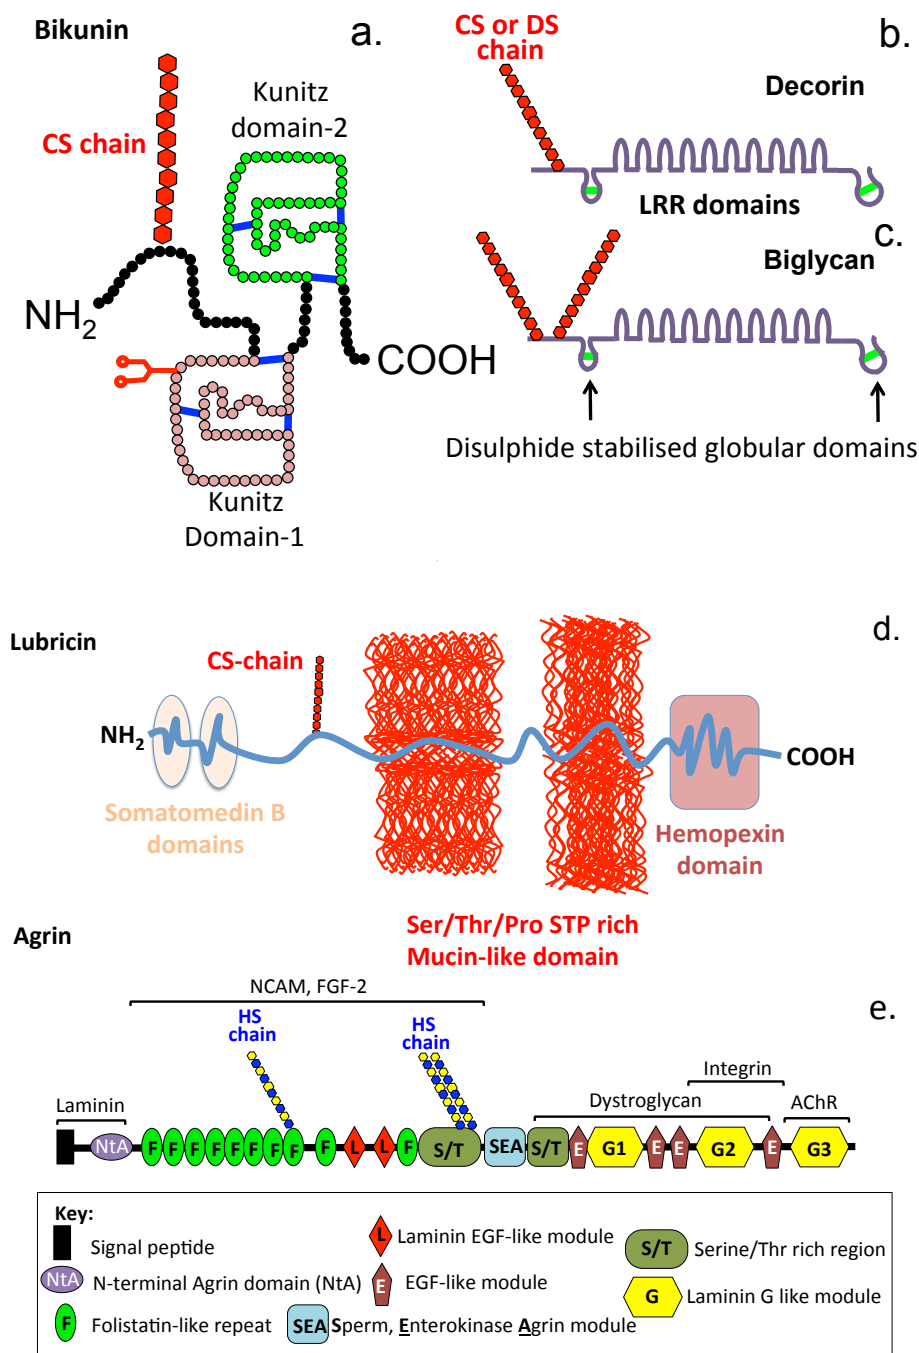 Bikunin
a.
Kunitz
domain-2
CS chain
NH2
COOH
Kunitz
Domain-1
CS or DS
chain
b.
Decorin
LRR domains
c.
Biglycan
Disulphide stabilised globular domains
Lubricin
d.
CS-chain
NH2
COOH
Somatomedin B
domains
Hemopexin
domain
Ser/Thr/Pro STP rich
Mucin-like domain
Agrin
e.
NCAM, FGF-2
HS
chain
HS
chain
Integrin
Laminin
Dystroglycan
AChR
NtA F F F F F F F F F L L F S/T SEA S/T E G1 E E G2 E G3
Key:
Signal peptide
L Laminin EGF-like module
S/T Serine/Thr rich region
NtA N-terminal Agrin domain (NtA)
E EGF-like module
G Laminin G like module
F Folistatin-like repeat
SEA Sperm, Enterokinase Agrin module